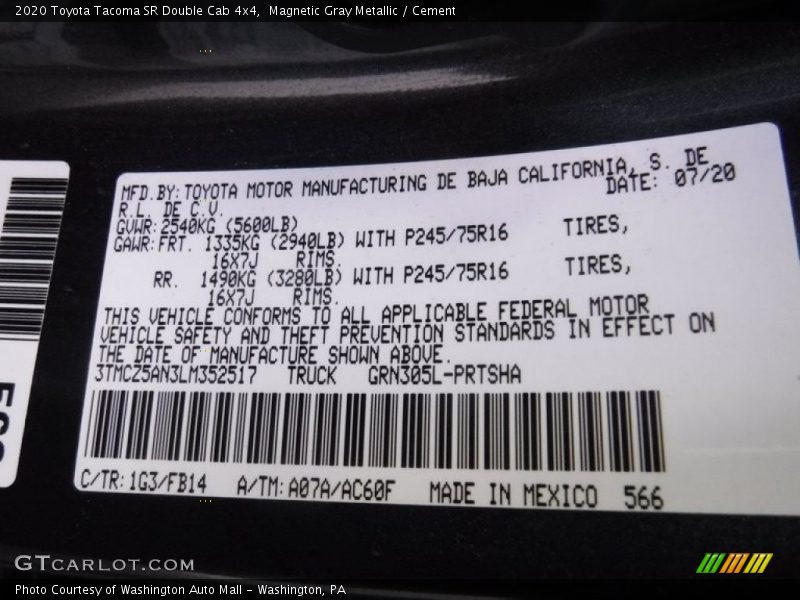 2020 Toyota Tacoma SR Double Cab 4x4,  Magnetic Gray Metallic / Cement
MFD.BY:TOYOTA MOTOR MANUFACTURING DE BAJA CALIFORNIA, S. DE
R.L. DE C.V. DATE: 07/20
GVWR:2540KG (5600LB)
GAWR:FRT. 1335KG (2940LB) WITH P245/75R16 TIRES,
16X7J RIMS.
RR. 1490KG (3280LB) WITH P245/75R16 TIRES,
16X7J RIMS.
THIS VEHICLE CONFORMS TO ALL APPLICABLE FEDERAL MOTOR
VEHICLE SAFETY AND THEFT PREVENTION STANDARDS IN EFFECT ON
THE DATE OF MANUFACTURE SHOWN ABOVE.
3TMCZ5AN3LM352517 TRUCK GRN305L-PRTSHA
C/TR:1G3/FB14 A/TM:A07A/AC60F MADE IN MEXICO 566
GTCARLOT.COM
Photo Courtesy of Washington Auto Mall - Washington, PA